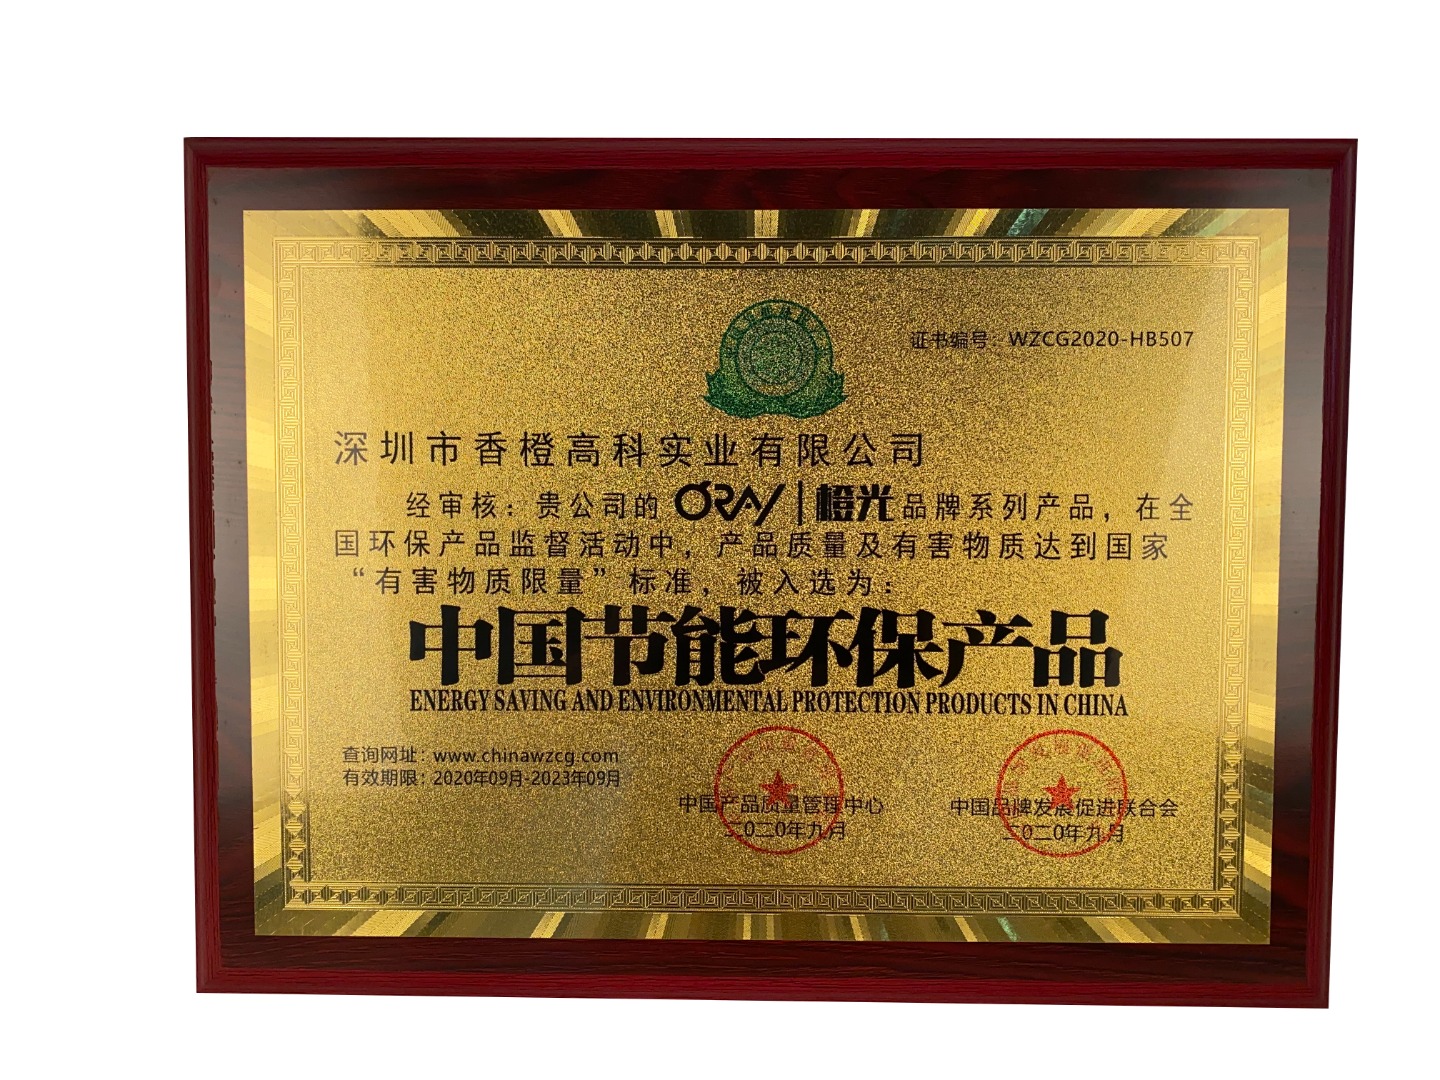 证书编号：WZCG2020-HB507
深圳市香橙高科实业有限公司
经审核：贵公司的 ORAY|橙光品牌系列产品，在全
国环保产品监督活动中，产品质量及有害物质达到国家
“有害物质限量”标准，被入选为：
中国节能环保产品
ENERGY SAVING AND ENVIRONMENTAL PROTECTION PRODUCTS IN CHINA
查询网址：www.chinawzcg.com
有效期限：2020年09月-2023年09月
中国产品质量管理中心
二0二0年九月
中国品牌发展促进联合会
二0二0年九月